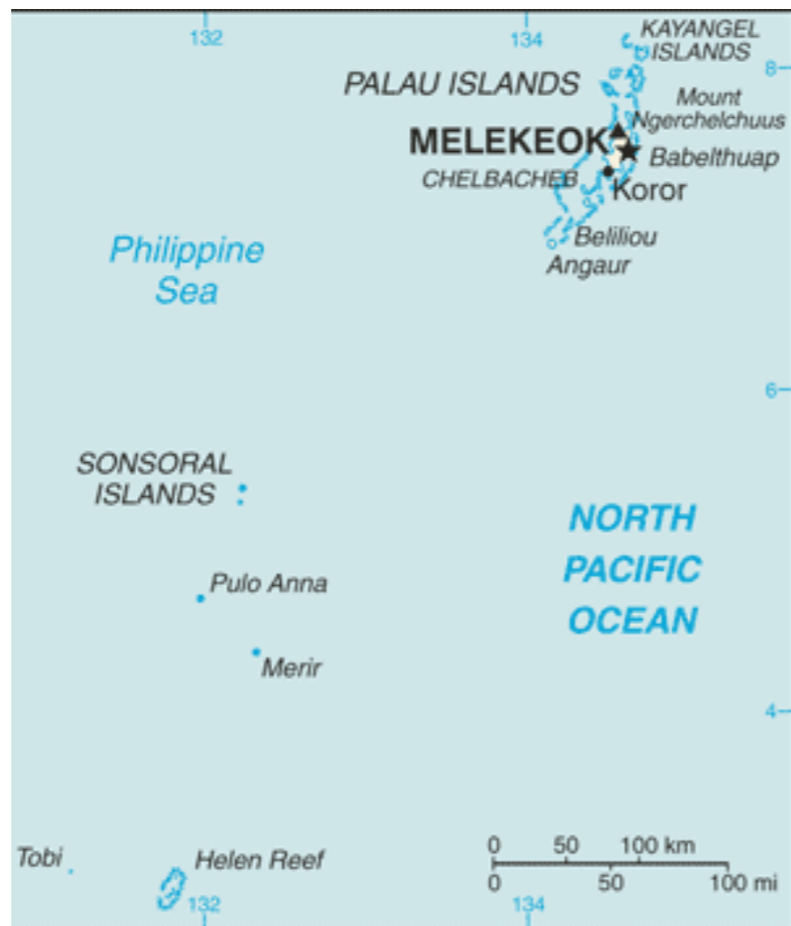 132
134
KAYANGEL
ISLANDS
8
PALAU ISLANDS
Mount
Ngerchelchuus
MELEKEOK
Babelthuap
CHELBACHEB
Koror
Beliliou
Angaur
Philippine
Sea
6
SONSORAL
ISLANDS
NORTH
PACIFIC
OCEAN
Pulo Anna
Merir
4
0 50 100 km
0 50 100 mi
Tobi
Helen Reef
132
134